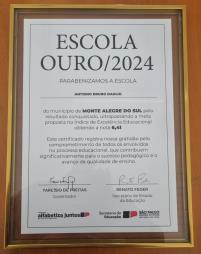 ESCOLA
OURO/2024
PARABENIZAMOS A ESCOLA
ANTONIO BRUNO
do município de MONTE ALEGRE DO SUL pelo
resultado conquistado, ultrapassando a meta
proposta no Índice de Excelência Educacional
obtendo a nota 6,41
Este certificado registra nossa gratidão pelo
comprometimento de todos os envolvidos
no processo educacional, que contribuem
significativamente para o sucesso pedagógico e o
avanço da qualidade de ensino.
TARCÍSIO DE FREITAS
Governador
RENATO FEDER
Secretário de Estado
da Educação
alfabetiza juntos
Secretaria da
Educação
SÃO PAULO